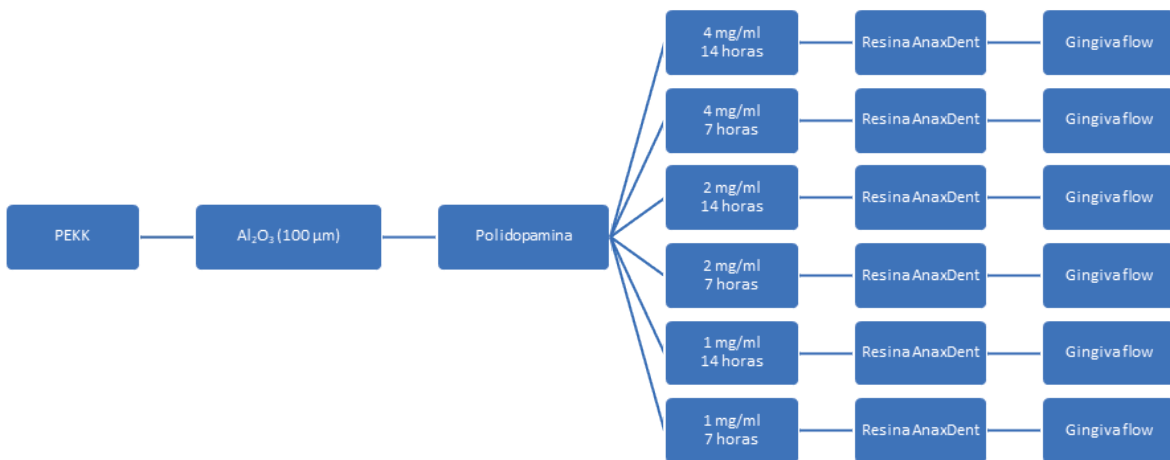 PEKK
Al₂O₃ (100 µm)
Polidopamina
4 mg/ml
14 horas
Resina AnaxDent
Gingiva flow
4 mg/ml
7 horas
Resina AnaxDent
Gingiva flow
2 mg/ml
14 horas
Resina AnaxDent
Gingiva flow
2 mg/ml
7 horas
Resina AnaxDent
Gingiva flow
1 mg/ml
14 horas
Resina AnaxDent
Gingiva flow
1 mg/ml
7 horas
Resina AnaxDent
Gingiva flow